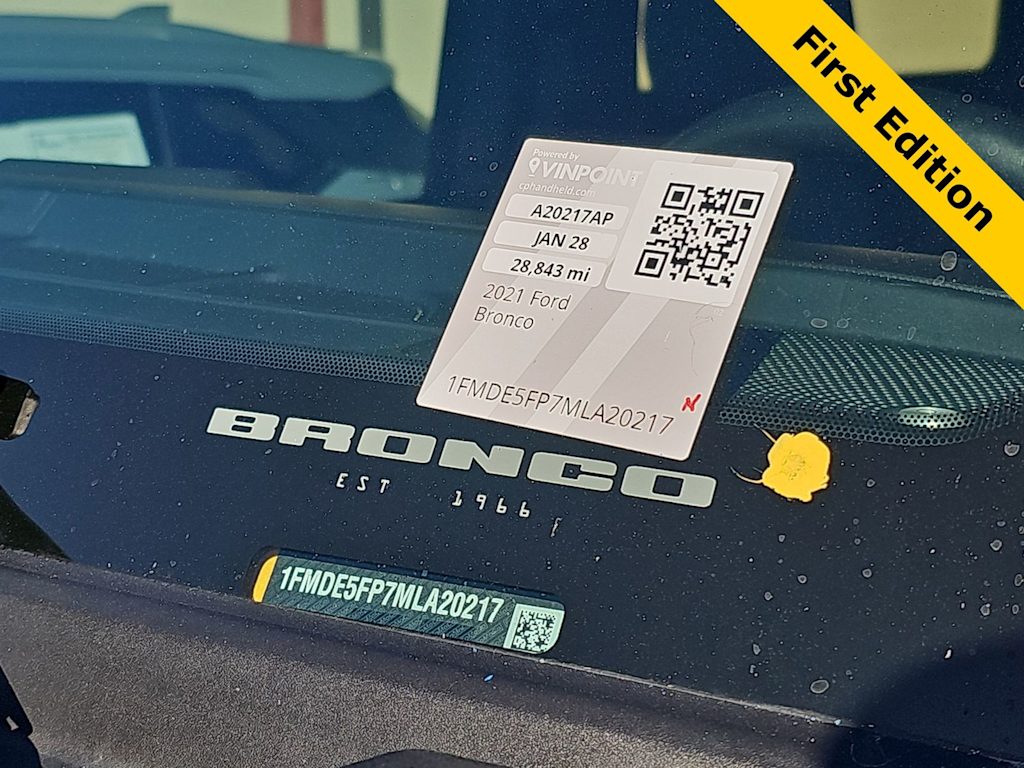 First Edition
Powered by
VINPOINT
cphandheld.com
A20217AP
JAN 28
28,843 mi
2021 Ford
Bronco
1FMDE5FP7MLA20217
BRONCO
EST 1966
1FMDE5FP7MLA20217